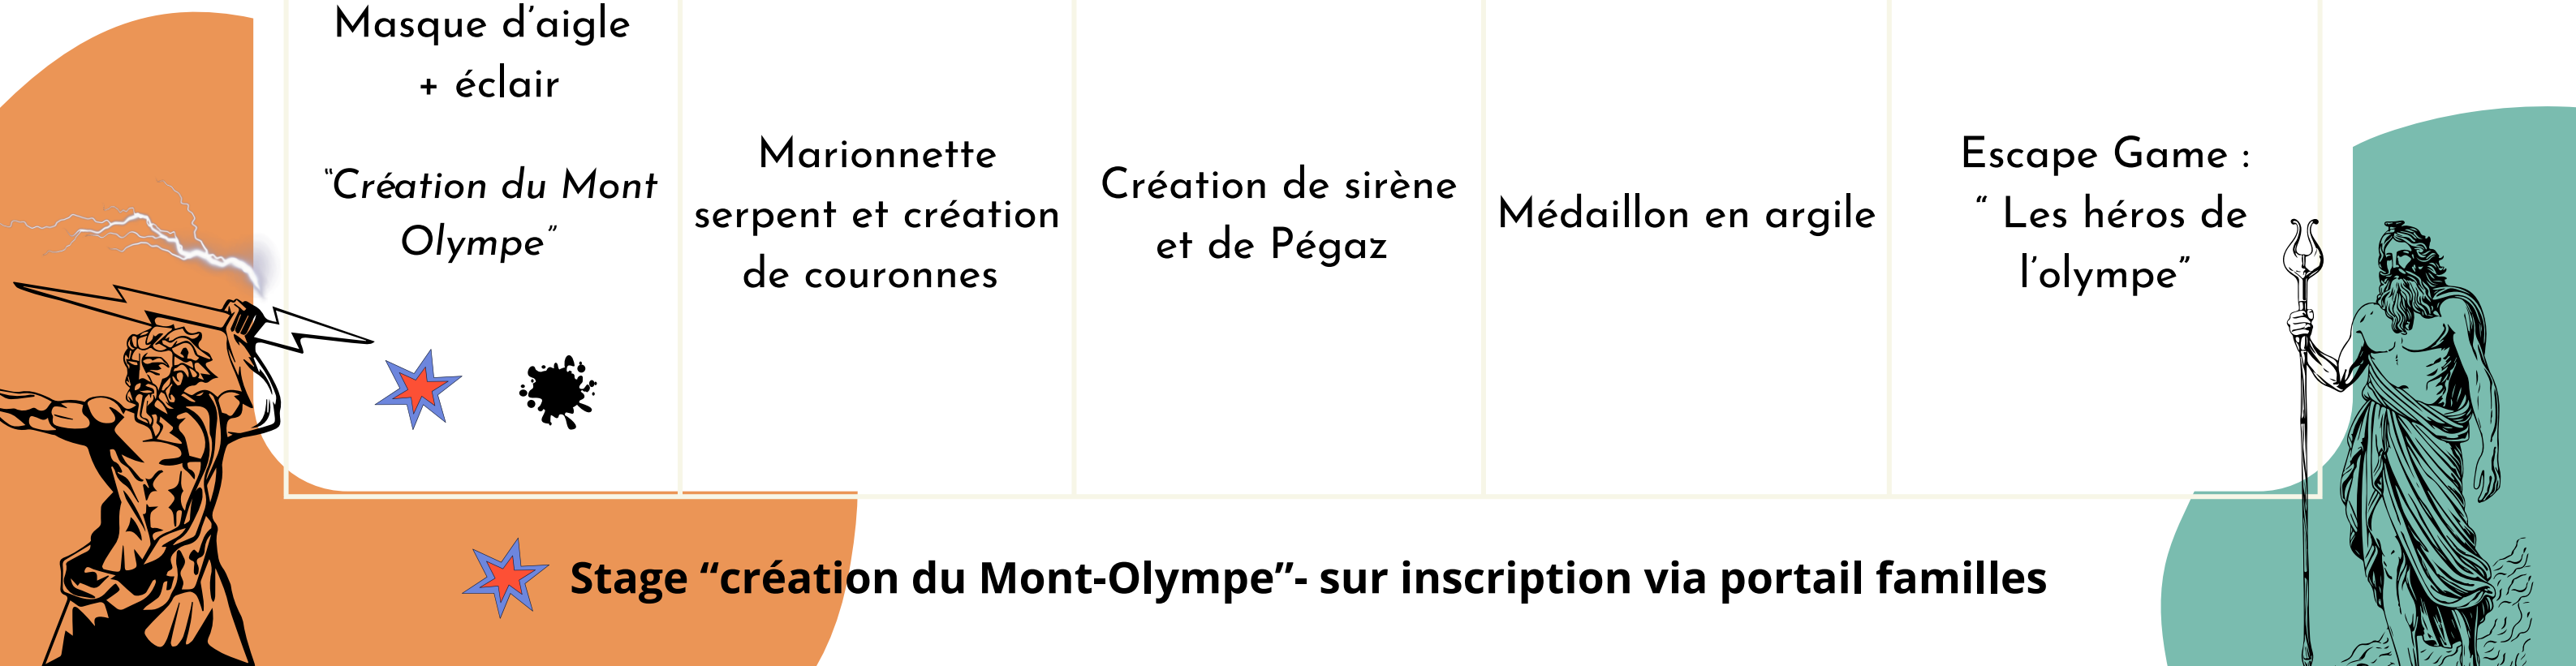 Masque d'aigle
+ éclair
“Création du Mont
Olympe”
Marionnette
serpent et création
de couronnes
Création de sirène
et de Pégaz
Médaillon en argile
Escape Game :
“ Les héros de
l'olympe”
Stage “création du Mont-Olympe”- sur inscription via portail familles